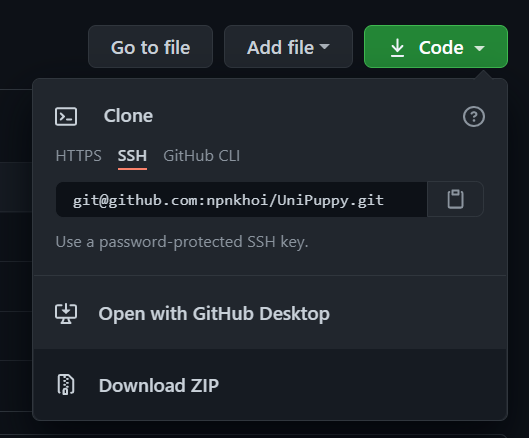 Go to file
Add file
Code
Clone
HTTPS SSH GitHub CLI
git@github.com:npnkhoi/UniPuppy.git
Use a password-protected SSH key.
Open with GitHub Desktop
Download ZIP